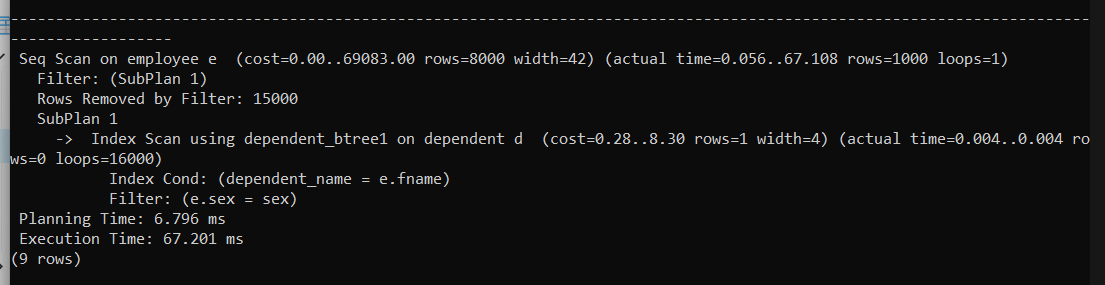 --------------------------------------------------------------------------------------------------------------
-----------------
 Seq Scan on employee e  (cost=0.00..69083.00 rows=8000 width=42) (actual time=0.056..67.108 rows=1000 loops=1)
   Filter: (SubPlan 1)
   Rows Removed by Filter: 15000
   SubPlan 1
     ->  Index Scan using dependent_btree1 on dependent d  (cost=0.28..8.30 rows=1 width=4) (actual time=0.004..0.004 ro
ws=0 loops=16000)
           Index Cond: (dependent_name = e.fname)
           Filter: (e.sex = sex)
 Planning Time: 6.796 ms
 Execution Time: 67.201 ms
(9 rows)